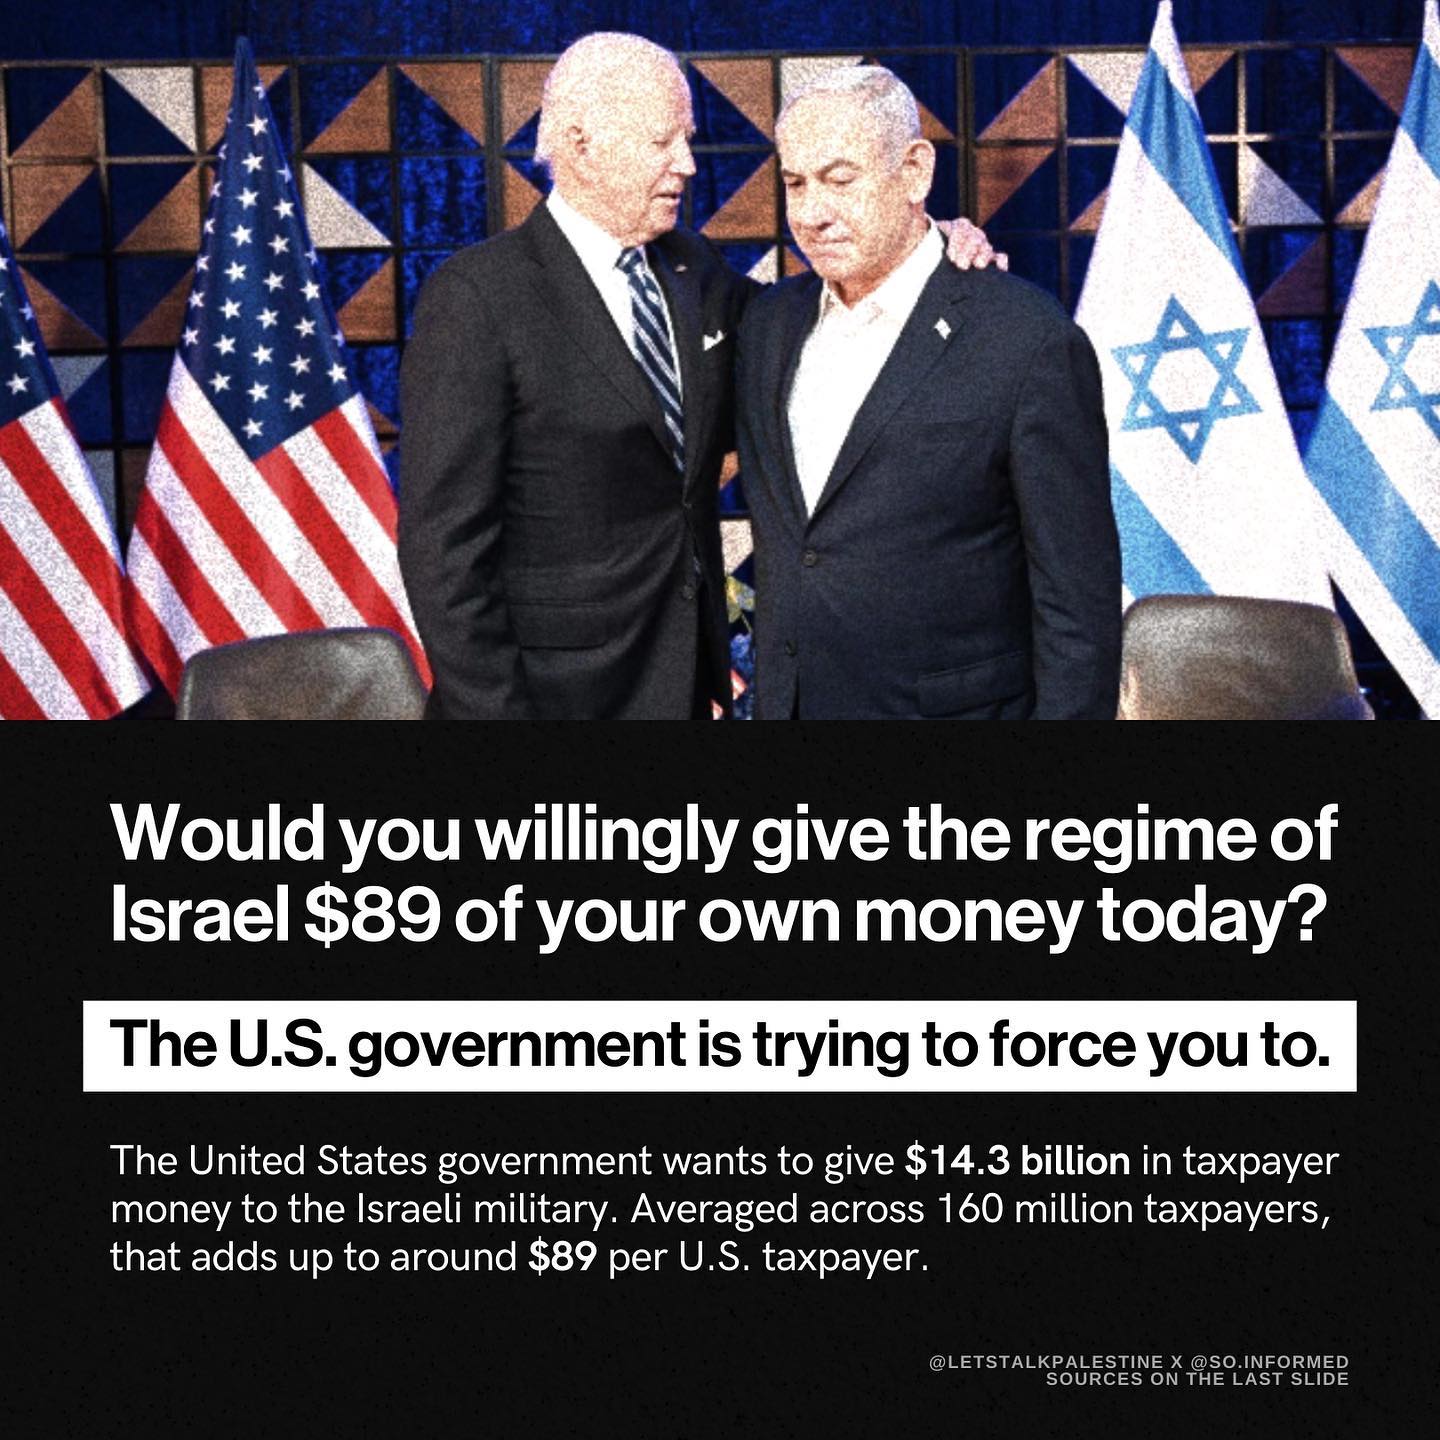 Would you willingly give the regime of
Israel $89 of your own money today?
The U.S. government is trying to force you to.
The United States government wants to give $14.3 billion in taxpayer
money to the Israeli military. Averaged across 160 million taxpayers,
that adds up to around $89 per U.S. taxpayer.
@LETSTALKPALESTINE X @SO.INFORMED
SOURCES ON THE LAST SLIDE